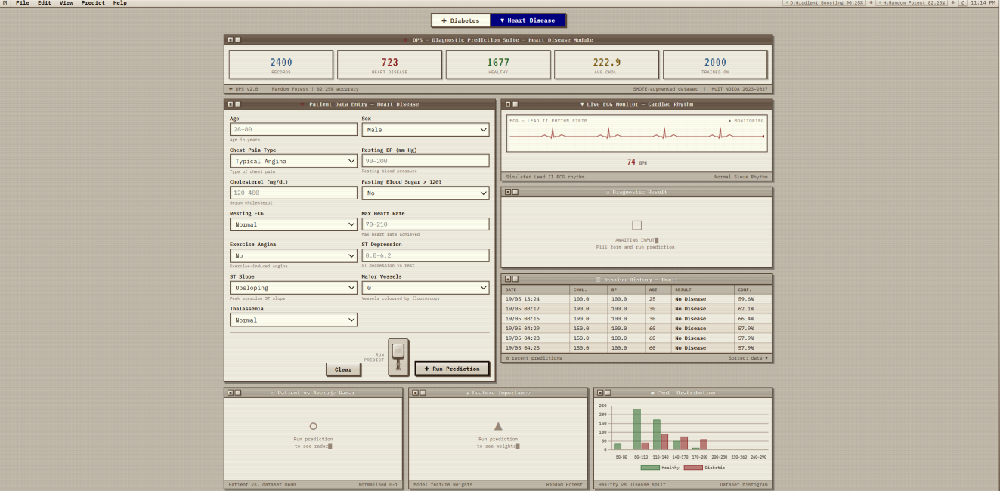 File Edit View Predict Help
D:Gradient Boosting 90.25% H:Random Forest 82.25% 11:14 PM
✚ Diabetes ♥ Heart Disease
DPS — Diagnostic Prediction Suite — Heart Disease Module
2400 723 1677 222.9 2000
RECORDS HEART DISEASE HEALTHY AVG CHOL. TRAINED ON
✚ DPS v2.0 | Random Forest | 82.25% accuracy SMOTE-augmented dataset | MUIT NOIDA 2023-2027
Patient Data Entry — Heart Disease
Age Sex
20-80 Male
Age in years
Chest Pain Type Resting BP (mm Hg)
Typical Angina 90-200
Type of chest pain Resting blood pressure
Cholesterol (mg/dL) Fasting Blood Sugar > 120?
120-400 No
Serum cholesterol
Resting ECG Max Heart Rate
Normal 70-210
Max heart rate achieved
Exercise Angina ST Depression
No 0.0-6.2
Exercise-induced angina ST depression vs rest
ST Slope Major Vessels
Upsloping 0
Peak exercise ST slope Vessels coloured by fluoroscopy
Thalassemia
Normal
RUN
PREDICT
Clear ✚ Run Prediction
♥ Live ECG Monitor — Cardiac Rhythm
ECG — LEAD II RHYTHM STRIP MONITORING
74 BPM
Simulated Lead II ECG rhythm Normal Sinus Rhythm
Diagnostic Result
AWAITING INPUT
Fill form and run prediction.
Session History — Heart
DATE CHOL. BP AGE RESULT CONF.
19/05 13:24 100.0 100.0 25 No Disease 59.6%
19/05 08:17 190.0 100.0 30 No Disease 62.1%
19/05 08:16 190.0 100.0 30 No Disease 66.4%
19/05 04:29 150.0 100.0 60 No Disease 57.9%
19/05 04:28 150.0 100.0 60 No Disease 57.9%
19/05 04:28 150.0 100.0 60 No Disease 57.9%
6 recent predictions Sorted: date ▼
Patient vs Average Radar
Run prediction
to see radar
Patient vs. dataset mean Normalised 0-1
Feature Importance
Run prediction
to see weights
Model feature weights Random Forest
Chol. Distribution
250
200
150
100
50
0
50-80 80-110 110-140 140-170 170-200 200-230 230-260 260-290
Healthy Diabetic
Healthy vs Disease split Dataset histogram